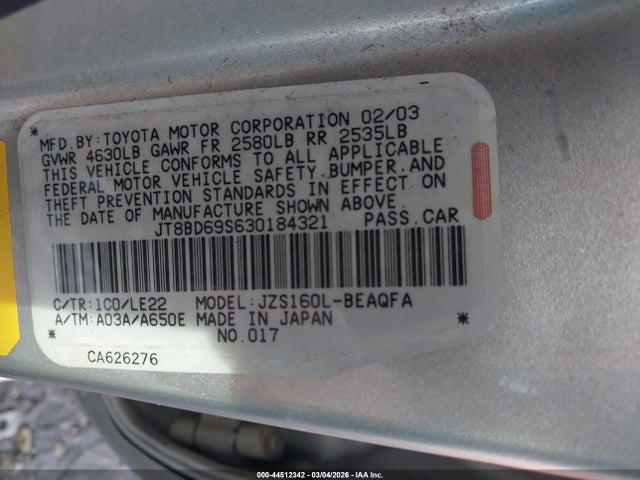 MFD.BY:TOYOTA MOTOR CORPORATION 02/03
GVWR 4630LB GAWR FR 2580LB RR 2535LB
THIS VEHICLE CONFORMS TO ALL APPLICABLE
FEDERAL MOTOR VEHICLE SAFETY,BUMPER,AND
THEFT PREVENTION STANDARDS IN EFFECT ON
THE DATE OF MANUFACTURE SHOWN ABOVE.
JT8BD69S630184321 PASS.CAR
C/TR:1C0/LE22 MODEL:JZS160L-BEAQFA
A/TM:A03A/A650E MADE IN JAPAN
NO.017
CA626276
000-44512342 | 03/04/2026 | IAA Inc.